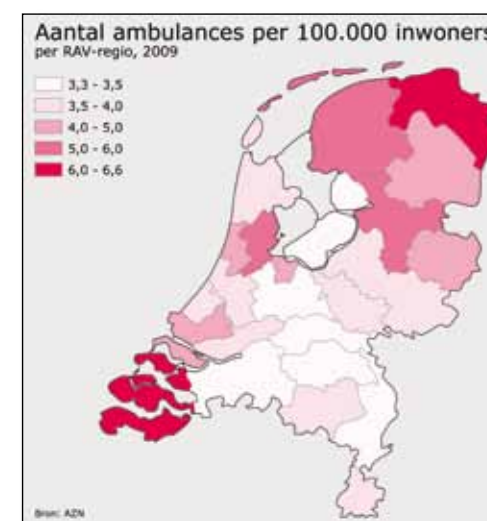 Aantal ambulances per 100.000 inwoners
per RAV-regio, 2009
3,3 - 3,5
3,5 - 4,0
4,0 - 5,0
5,0 - 6,0
6,0 - 6,6
Bron: AZN